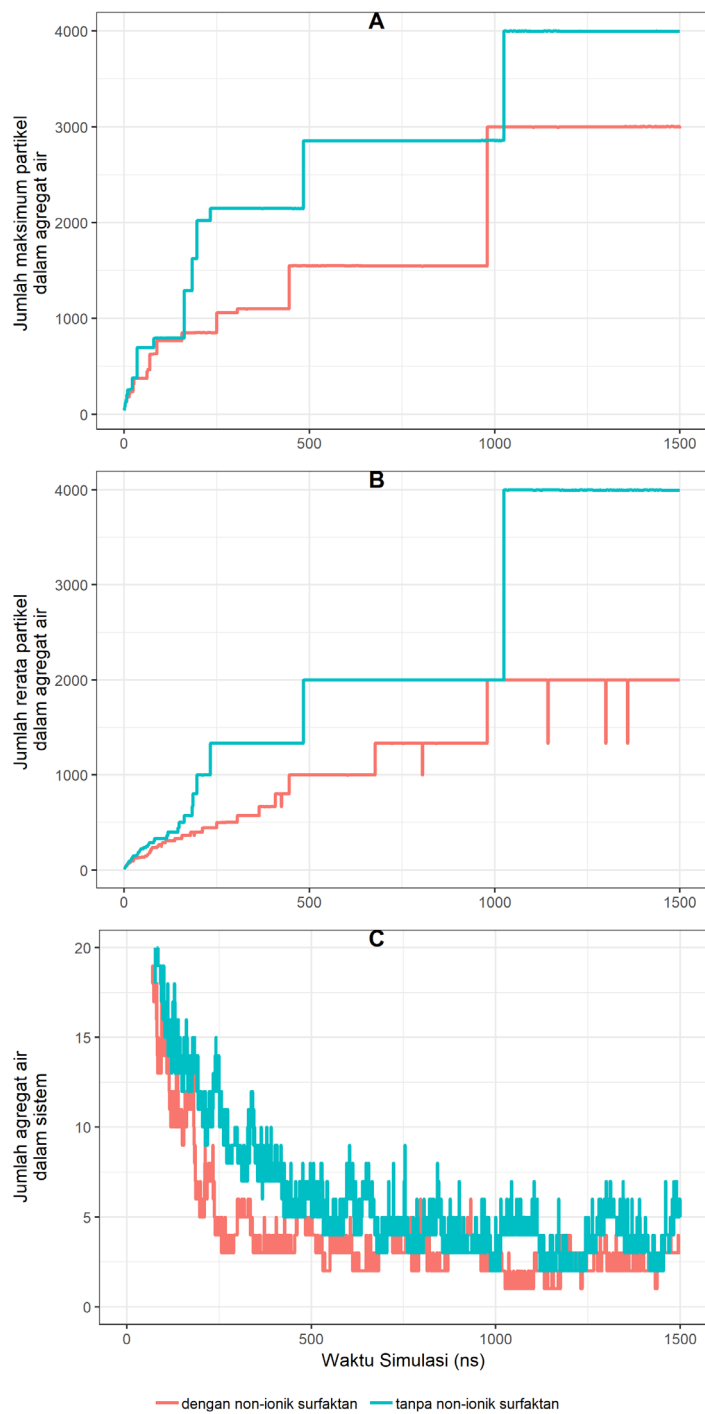 A
4000
3000
2000
1000
0
Jumlah maksimum partikel
dalam agregat air
0 500 1000 1500
B
4000
3000
2000
1000
0
Jumlah rerata partikel
dalam agregat air
0 500 1000 1500
C
20
15
10
5
0
Jumlah agregat air
dalam sistem
0 500 1000 1500
Waktu Simulasi (ns)
dengan non-ionik surfaktan tanpa non-ionik surfaktan